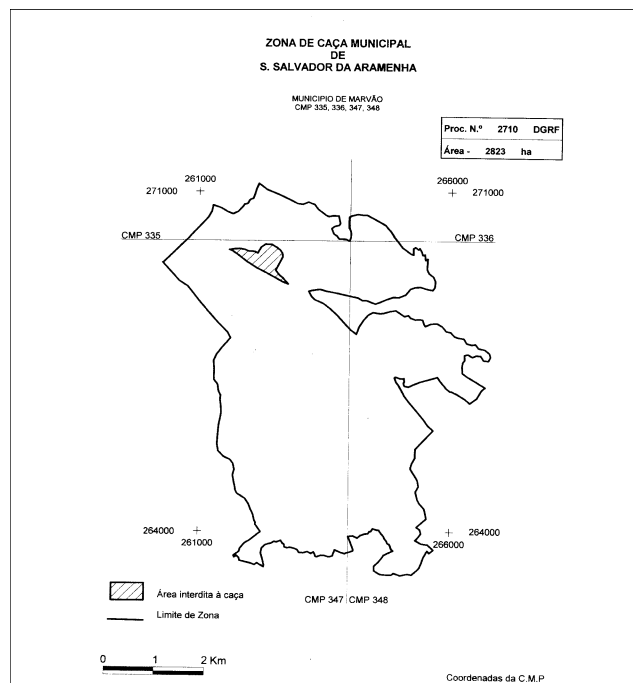 ZONA DE CAÇA MUNICIPAL
DE
S. SALVADOR DA ARAMENHA
MUNICIPIO DE MARVÃO
CMP 335, 336, 347, 348
Proc. N.º 2710 DGRF
Área - 2823 ha
261000
271000
266000
271000
CMP 335
CMP 336
264000
261000
264000
266000
Área interdita à caça
CMP 347 CMP 348
Limite de Zona
0 1 2 Km
Coordenadas da C.M.P